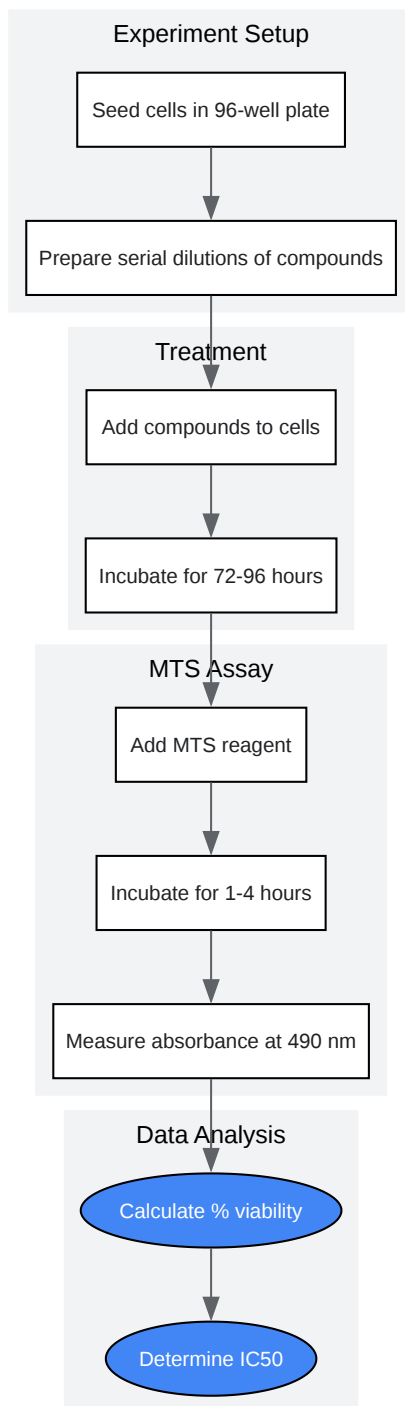 Experiment Setup
Seed cells in 96-well plate
Prepare serial dilutions of compounds
Treatment
Add compounds to cells
Incubate for 72-96 hours
MTS Assay
Add MTS reagent
Incubate for 1-4 hours
Measure absorbance at 490 nm
Data Analysis
Calculate % viability
Determine IC50